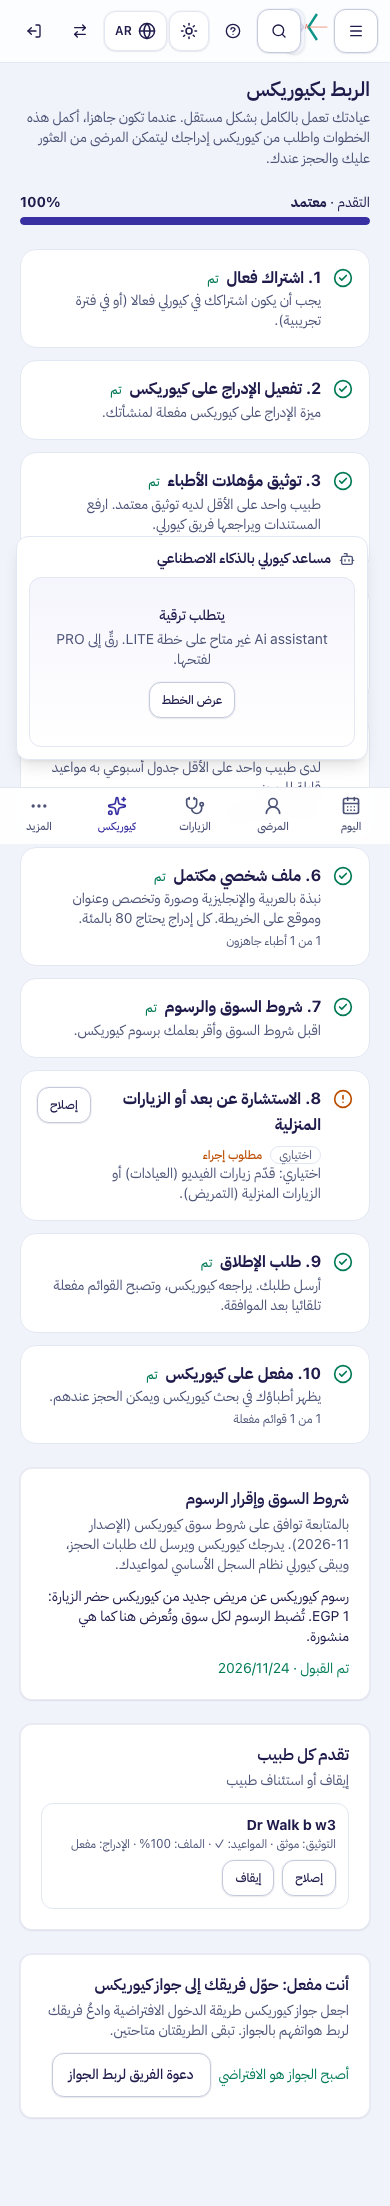 AR
الربط بكيوريكس
عيادتك تعمل بالكامل بشكل مستقل. عندما تكون جاهزا، أكمل هذه
الخطوات واطلب من كيوريكس إدراجك ليتمكن المرضى من العثور
عليك والحجز عندك.
التقدم · معتمد
100%
1. اشتراك فعال تم
يجب أن يكون اشتراكك في كيورلي فعالا (أو في فترة
تجريبية).
2. تفعيل الإدراج على كيوريكس تم
ميزة الإدراج على كيوريكس مفعلة لمنشأتك.
3. توثيق مؤهلات الأطباء تم
طبيب واحد على الأقل لديه توثيق معتمد. ارفع
المستندات ويراجعها فريق كيورلي.
مساعد كيورلي بالذكاء الاصطناعي
يتطلب ترقية
Ai assistant غير متاح على خطة LITE. رقٍّ إلى PRO
لفتحها.
عرض الخطط
لدى طبيب واحد على الأقل جدول أسبوعي به مواعيد
اليوم
المرضى
الزيارات
كيوريكس
المزيد
6. ملف شخصي مكتمل تم
نبذة بالعربية والإنجليزية وصورة وتخصص وعنوان
وموقع على الخريطة. كل إدراج يحتاج 80 بالمئة.
1 من 1 أطباء جاهزون
7. شروط السوق والرسوم تم
اقبل شروط السوق وأقر بعلمك برسوم كيوريكس.
8. الاستشارة عن بعد أو الزيارات
المنزلية
إصلاح
اختياري مطلوب إجراء
اختياري: قدّم زيارات الفيديو (العيادات) أو
الزيارات المنزلية (التمريض).
9. طلب الإطلاق تم
أرسل طلبك. يراجعه كيوريكس، وتصبح القوائم مفعلة
تلقائيا بعد الموافقة.
10. مفعل على كيوريكس تم
يظهر أطباؤك في بحث كيوريكس ويمكن الحجز عندهم.
1 من 1 قوائم مفعلة
شروط السوق وإقرار الرسوم
بالمتابعة توافق على شروط سوق كيوريكس (الإصدار
2026-11). يدرجك كيوريكس ويرسل لك طلبات الحجز،
ويبقى كيورلي نظام السجل الأساسي لمواعيدك.
رسوم كيوريكس عن مريض جديد من كيوريكس حضر الزيارة:
EGP 1. تُضبط الرسوم لكل سوق وتُعرض هنا كما هي
منشورة.
تم القبول · 2026/11/24
تقدم كل طبيب
إيقاف أو استئناف طبيب
Dr Walk b w3
التوثيق: موثق · المواعيد: ✓ · الملف: 100% · الإدراج: مفعل
إصلاح
إيقاف
أنت مفعل: حوّل فريقك إلى جواز كيوريكس
اجعل جواز كيوريكس طريقة الدخول الافتراضية وادعُ فريقك
لربط هواتفهم بالجواز. تبقى الطريقتان متاحتين.
أصبح الجواز هو الافتراضي
دعوة الفريق لربط الجواز